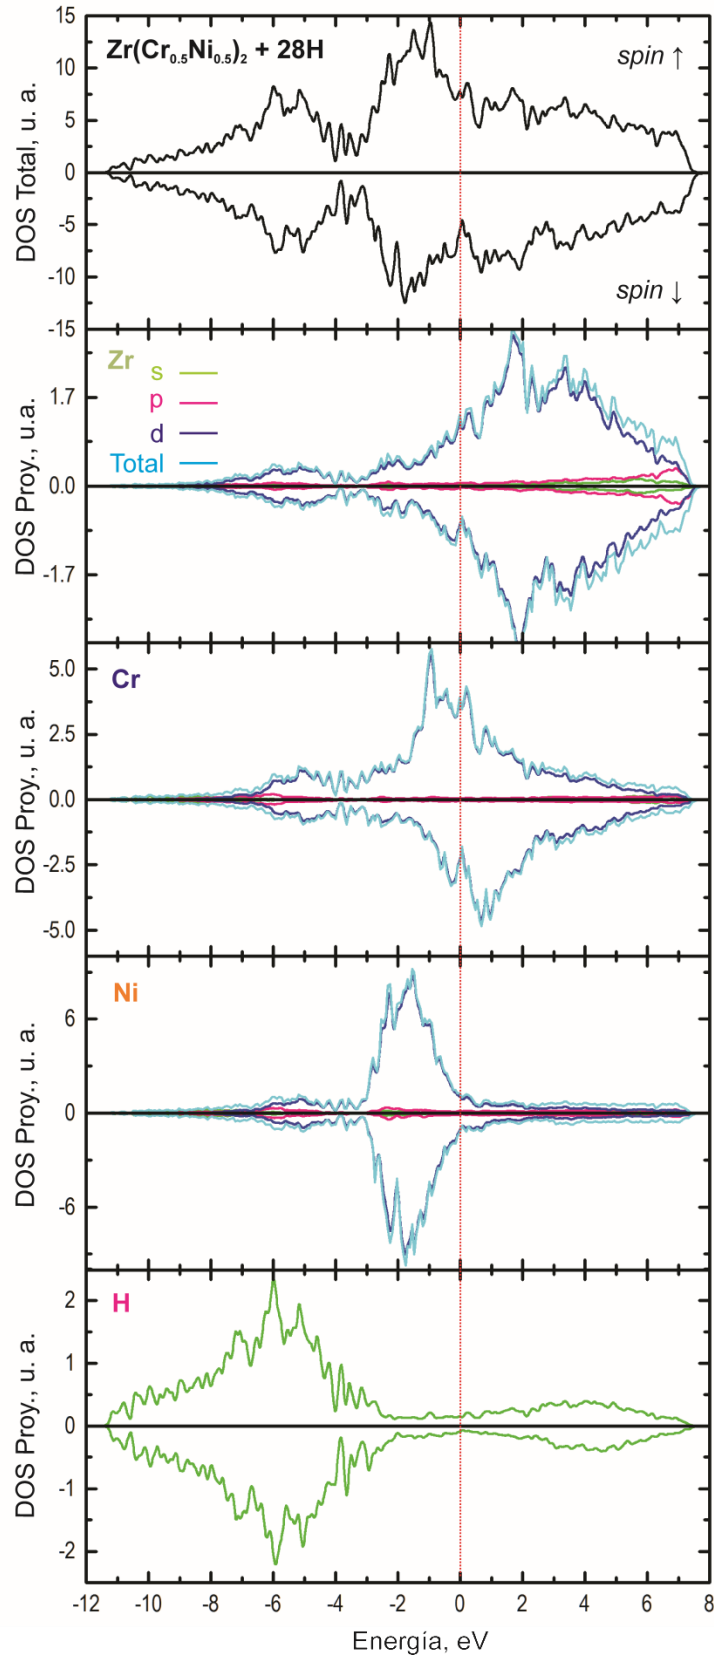 Zr(Cr₀.₅Ni₀.₅)₂ + 28H
spin ↑
15
10
5
0
-5
-10
-15
DOS Total, u. a.
spin ↓
Zr
s
p
d
Total
1.7
0.0
-1.7
DOS Proy., u.a.
Cr
5.0
2.5
0.0
-2.5
-5.0
DOS Proy., u. a.
Ni
6
0
-6
DOS Proy., u. a.
H
2
1
0
-1
-2
DOS Proy., u. a.
-12 -10 -8 -6 -4 -2 0 2 4 6 8
Energía, eV